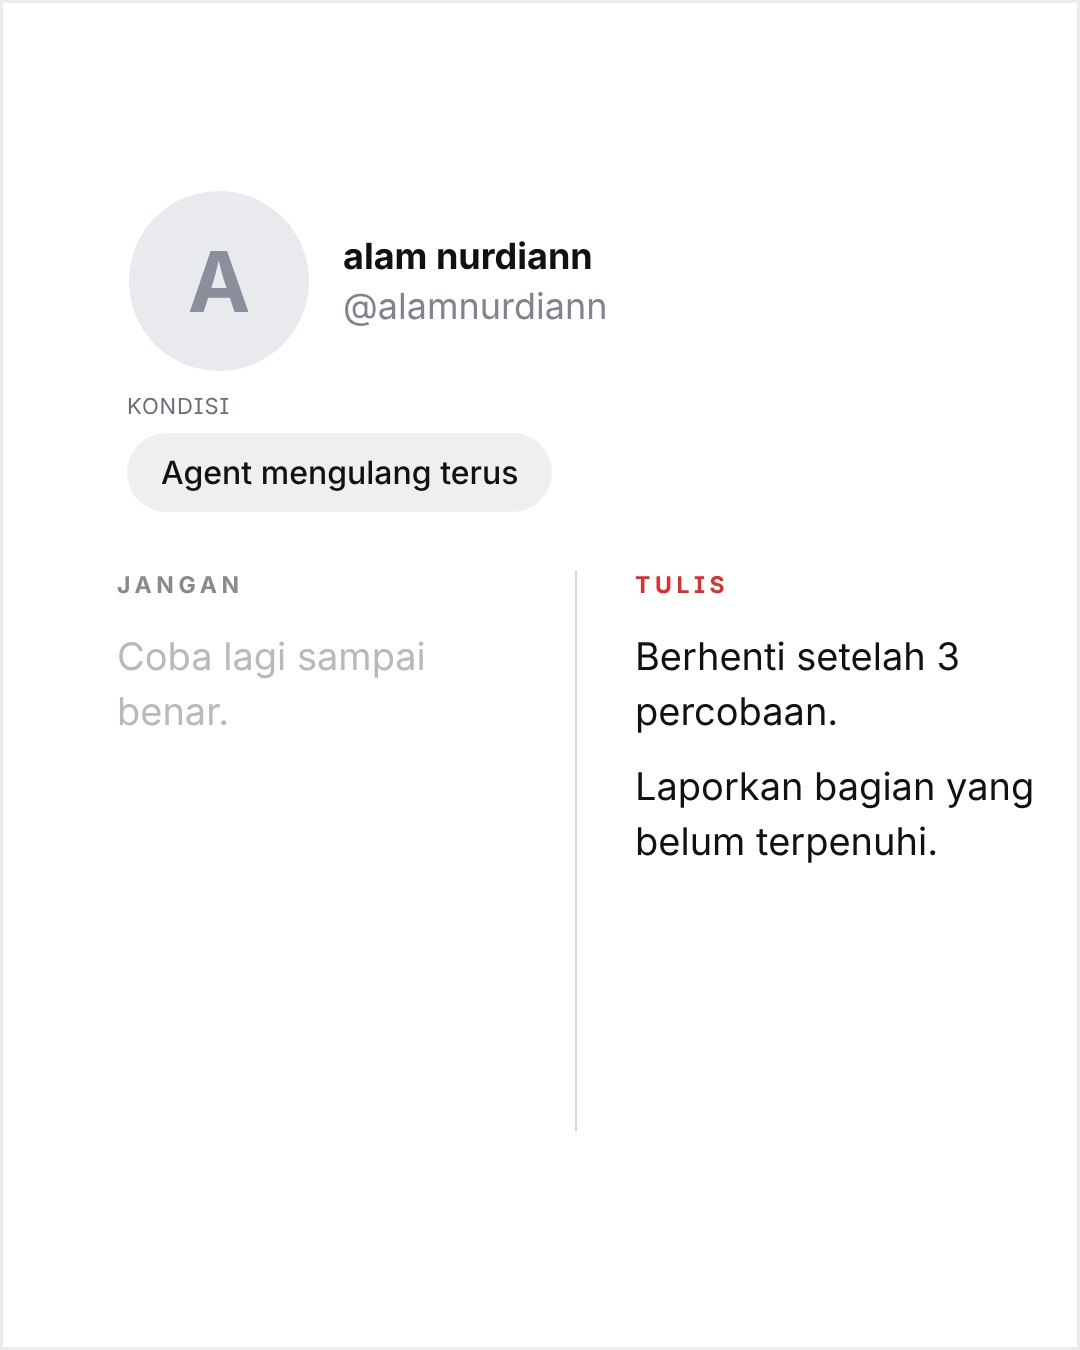 A
alam nurdiann
@alamnurdiann
KONDISI
Agent mengulang terus
JANGAN
Coba lagi sampai
benar.
TULIS
Berhenti setelah 3
percobaan.
Laporkan bagian yang
belum terpenuhi.